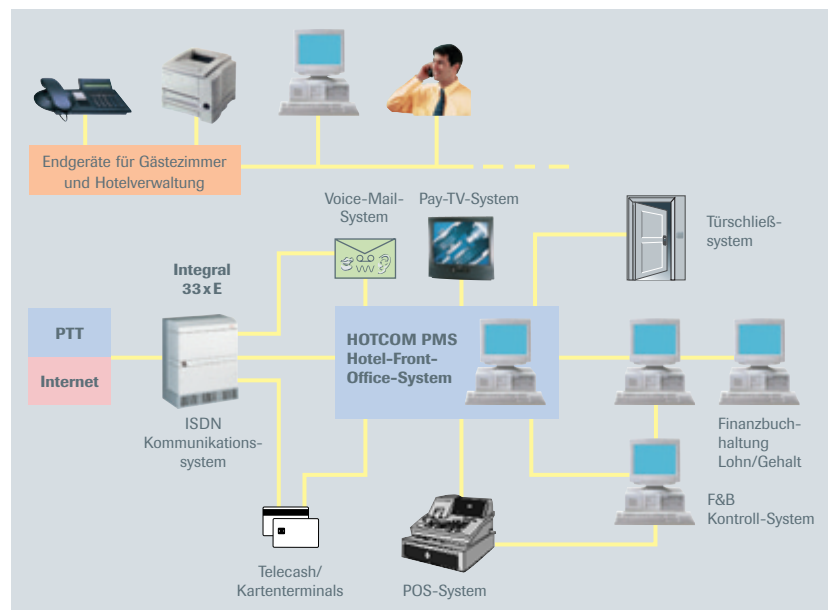 Endgeräte für Gästezimmer
und Hotelverwaltung
Voice-Mail-
System
Pay-TV-System
Türschließ-
system
Integral
33xE
PTT
Internet
HOTCOM PMS
Hotel-Front-
Office-System
ISDN
Kommunikations-
system
Finanzbuch-
haltung
Lohn/Gehalt
F&B
Kontroll-System
Telecash/
Kartenterminals
POS-System